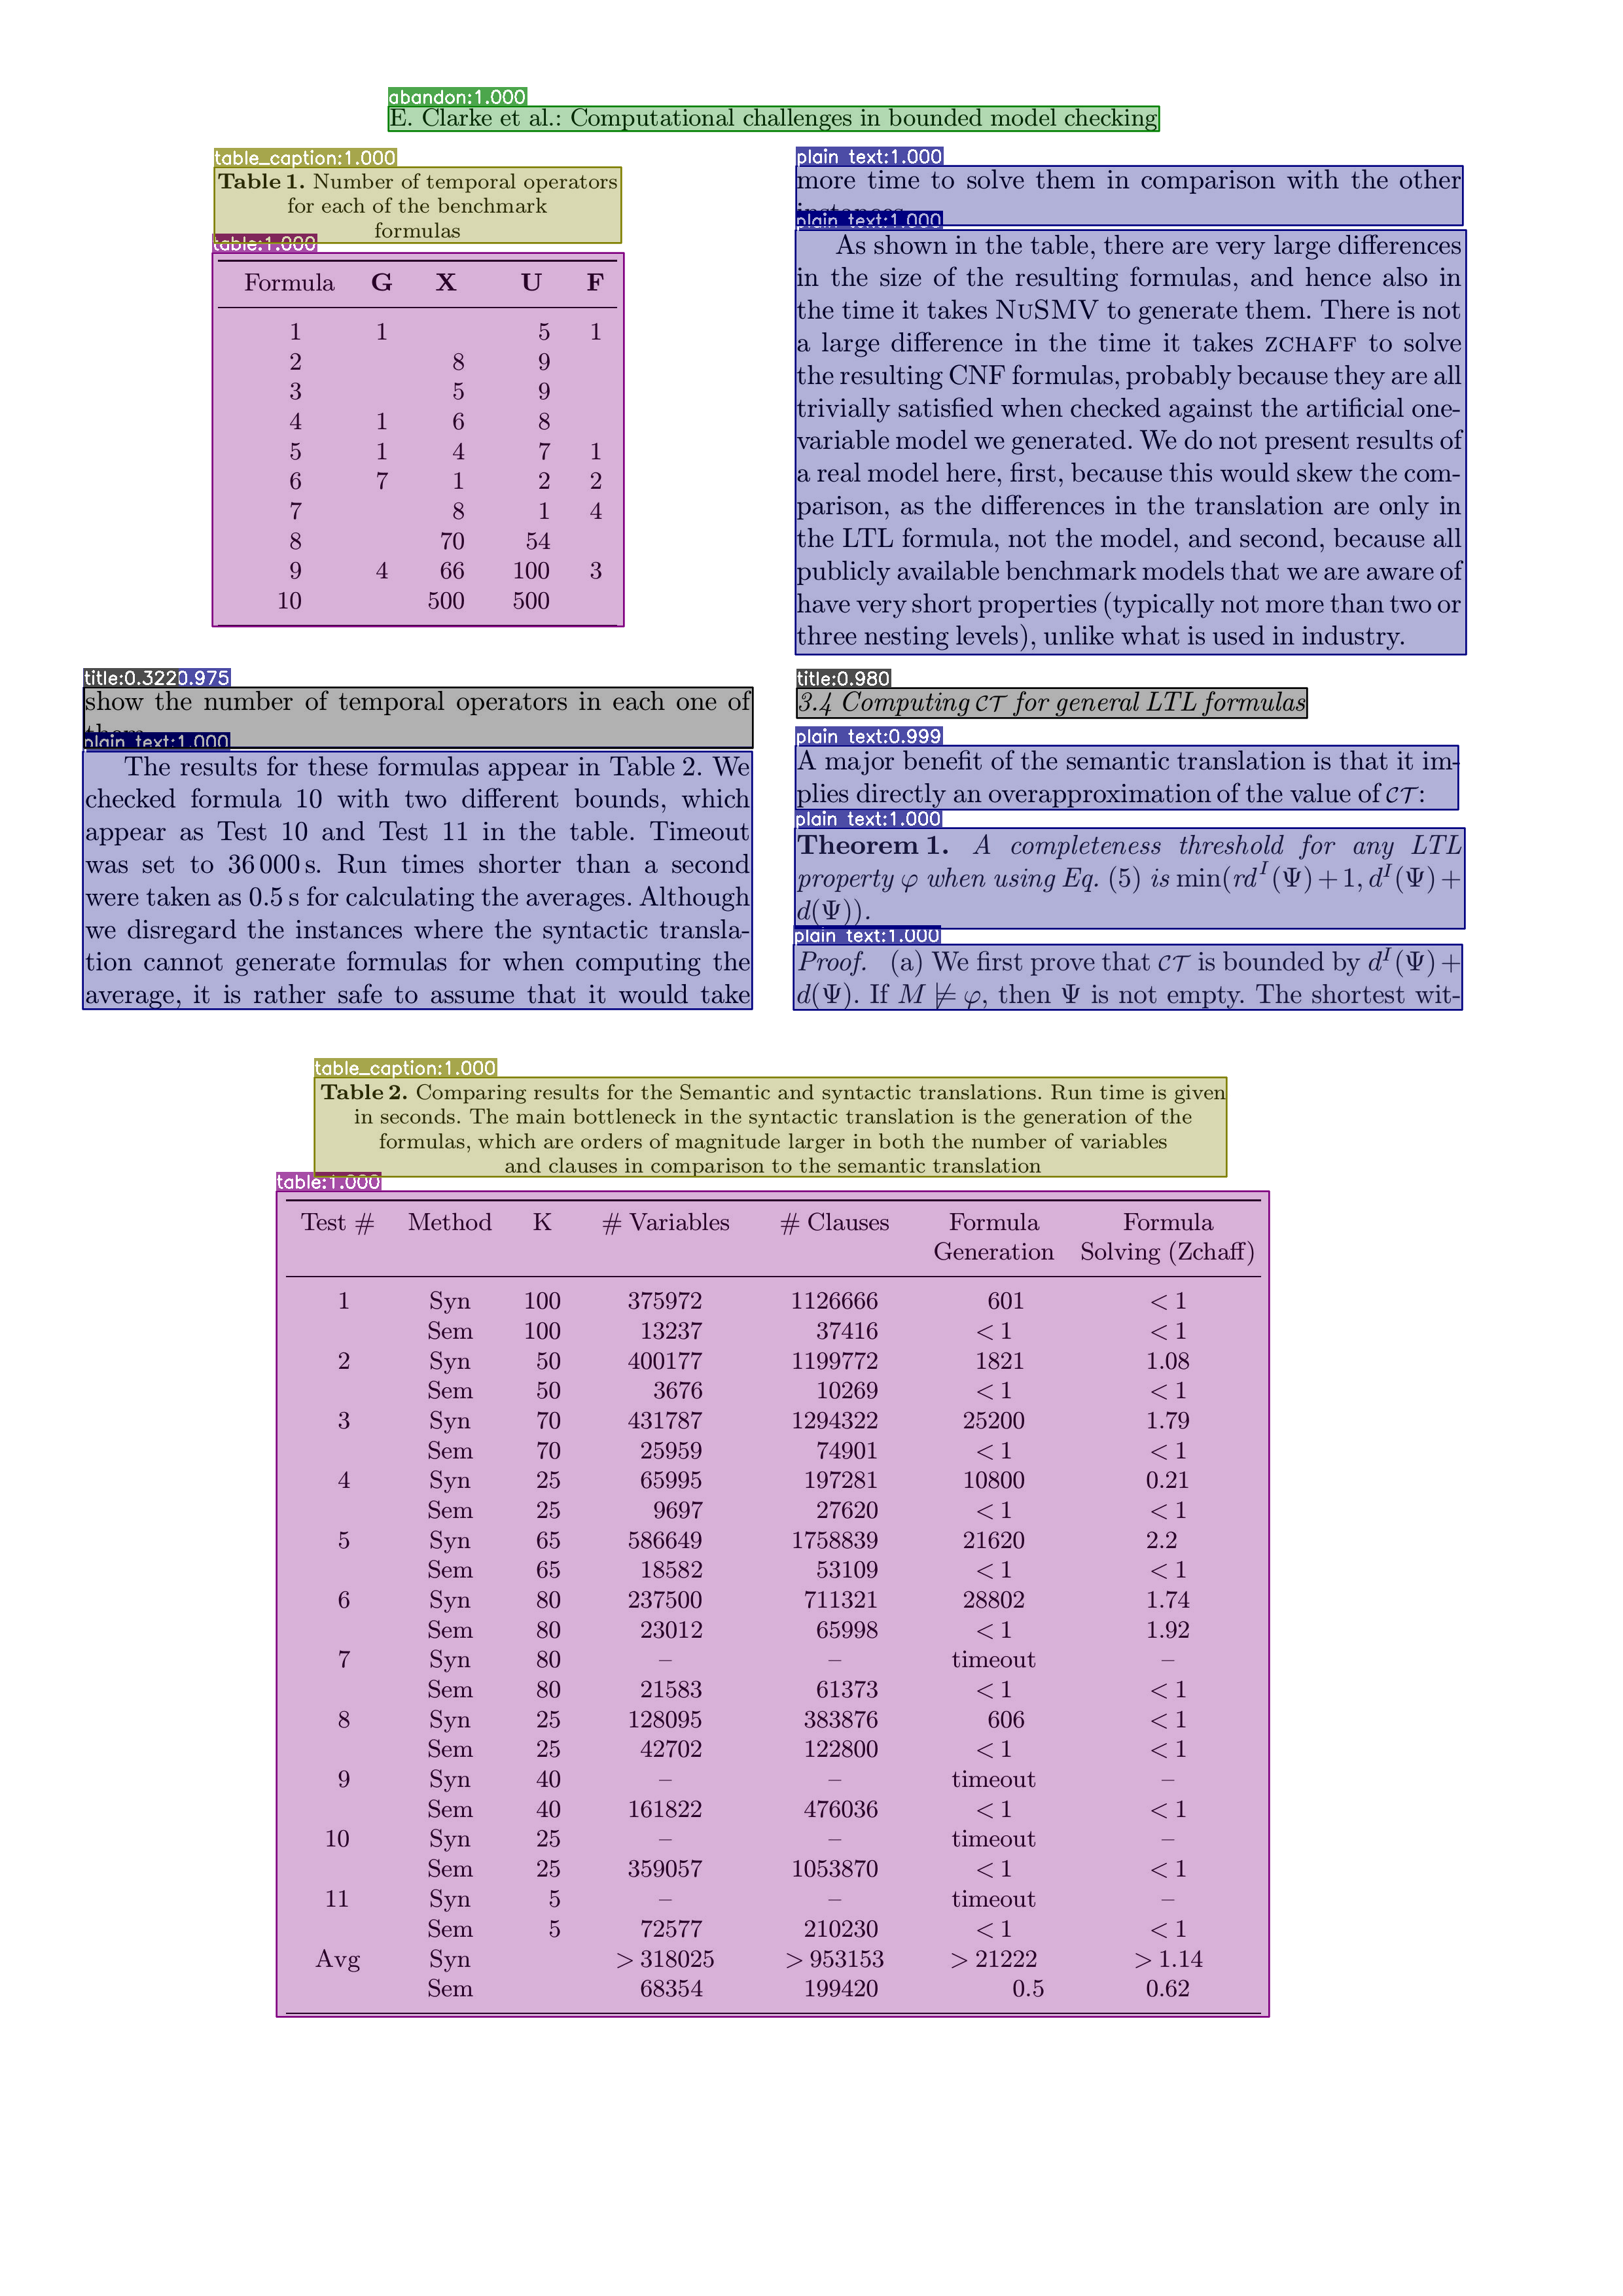 abandon:1.000
E. Clarke et al.: Computational challenges in bounded model checking
table_caption:1.000
Table 1. Number of temporal operators
for each of the benchmark
formulas
table:1.000
Formula G X U F
1 1 5 1
2 8 9
3 5 9
4 1 6 8
5 1 4 7 1
6 7 1 2 2
7 8 1 4
8 70 54
9 4 66 100 3
10 500 500
title:0.3220.975
show the number of temporal operators in each one of
plain text:1.000
The results for these formulas appear in Table 2. We
checked formula 10 with two different bounds, which
appear as Test 10 and Test 11 in the table. Timeout
was set to 36 000 s. Run times shorter than a second
were taken as 0.5 s for calculating the averages. Although
we disregard the instances where the syntactic transla-
tion cannot generate formulas for when computing the
average, it is rather safe to assume that it would take
plain text:1.000
more time to solve them in comparison with the other
plain text:1.000
As shown in the table, there are very large differences
in the size of the resulting formulas, and hence also in
the time it takes NuSMV to generate them. There is not
a large difference in the time it takes ZCHAFF to solve
the resulting CNF formulas, probably because they are all
trivially satisfied when checked against the artificial one-
variable model we generated. We do not present results of
a real model here, first, because this would skew the com-
parison, as the differences in the translation are only in
the LTL formula, not the model, and second, because all
publicly available benchmark models that we are aware of
have very short properties (typically not more than two or
three nesting levels), unlike what is used in industry.
title:0.980
3.4 Computing 𝒞𝒯 for general LTL formulas
plain text:0.999
A major benefit of the semantic translation is that it im-
plies directly an overapproximation of the value of 𝒞𝒯:
plain text:1.000
Theorem 1. A completeness threshold for any LTL
property φ when using Eq. (5) is min(rd^I(Ψ)+1, d^I(Ψ)+
d(Ψ)).
plain text:1.000
Proof. (a) We first prove that 𝒞𝒯 is bounded by d^I(Ψ)+
d(Ψ). If M ⊭ φ, then Ψ is not empty. The shortest wit-
table_caption:1.000
Table 2. Comparing results for the Semantic and syntactic translations. Run time is given
in seconds. The main bottleneck in the syntactic translation is the generation of the
formulas, which are orders of magnitude larger in both the number of variables
and clauses in comparison to the semantic translation
table:1.000
Test # Method K # Variables # Clauses Formula Formula
Generation Solving (Zchaff)
1 Syn 100 375972 1126666 601 < 1
Sem 100 13237 37416 < 1 < 1
2 Syn 50 400177 1199772 1821 1.08
Sem 50 3676 10269 < 1 < 1
3 Syn 70 431787 1294322 25200 1.79
Sem 70 25959 74901 < 1 < 1
4 Syn 25 65995 197281 10800 0.21
Sem 25 9697 27620 < 1 < 1
5 Syn 65 586649 1758839 21620 2.2
Sem 65 18582 53109 < 1 < 1
6 Syn 80 237500 711321 28802 1.74
Sem 80 23012 65998 < 1 1.92
7 Syn 80 – – timeout –
Sem 80 21583 61373 < 1 < 1
8 Syn 25 128095 383876 606 < 1
Sem 25 42702 122800 < 1 < 1
9 Syn 40 – – timeout –
Sem 40 161822 476036 < 1 < 1
10 Syn 25 – – timeout –
Sem 25 359057 1053870 < 1 < 1
11 Syn 5 – – timeout –
Sem 5 72577 210230 < 1 < 1
Avg Syn > 318025 > 953153 > 21222 > 1.14
Sem 68354 199420 0.5 0.62